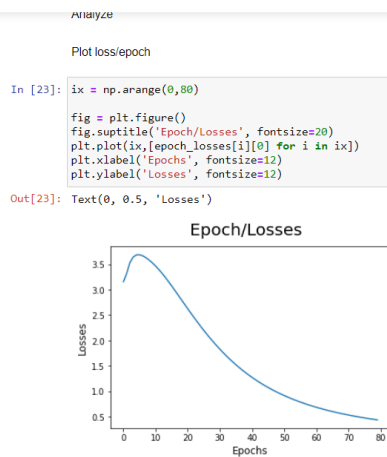 Analyze
Plot loss/epoch
In [23]: ix = np.arange(0,80)
fig = plt.figure()
fig.suptitle('Epoch/Losses', fontsize=20)
plt.plot(ix,[epoch_losses[i][0] for i in ix])
plt.xlabel('Epochs', fontsize=12)
plt.ylabel('Losses', fontsize=12)
Out[23]: Text(0, 0.5, 'Losses')
Epoch/Losses
3.5
3.0
2.5
2.0
1.5
1.0
0.5
Losses
0 10 20 30 40 50 60 70 80
Epochs